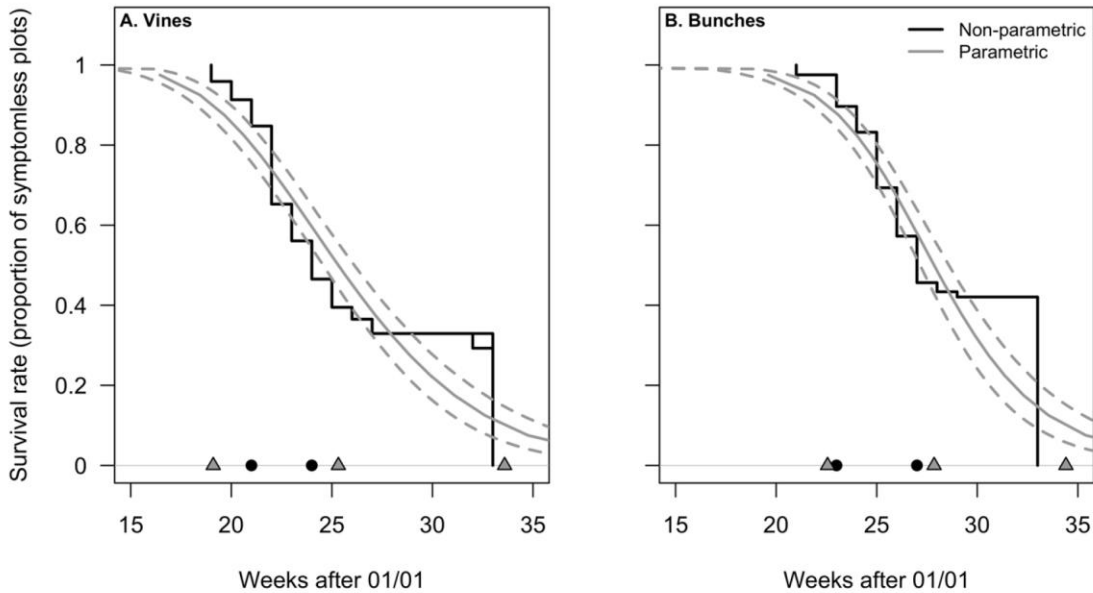 A. Vines
B. Bunches
Non-parametric
Parametric
Survival rate (proportion of symptomless plots)
1
0.8
0.6
0.4
0.2
0
15 20 25 30 35
15 20 25 30 35
Weeks after 01/01
Weeks after 01/01